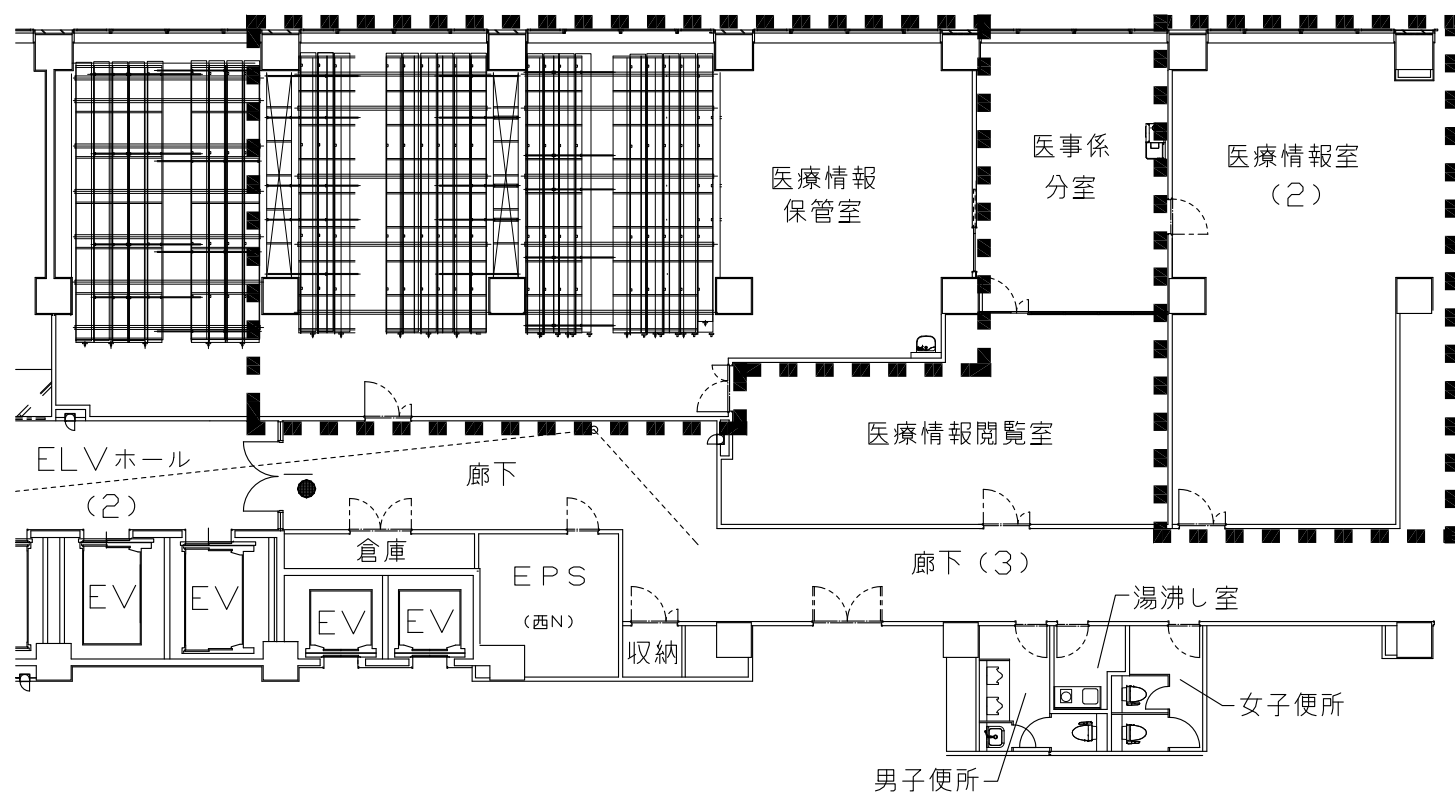 医療情報
保管室
医事係
分室
医療情報室
(2)
医療情報閲覧室
ELVホール
(2)
廊下
倉庫
EPS
(西N)
廊下(3)
EV
EV
EV
EV
収納
湯沸し室
女子便所
男子便所